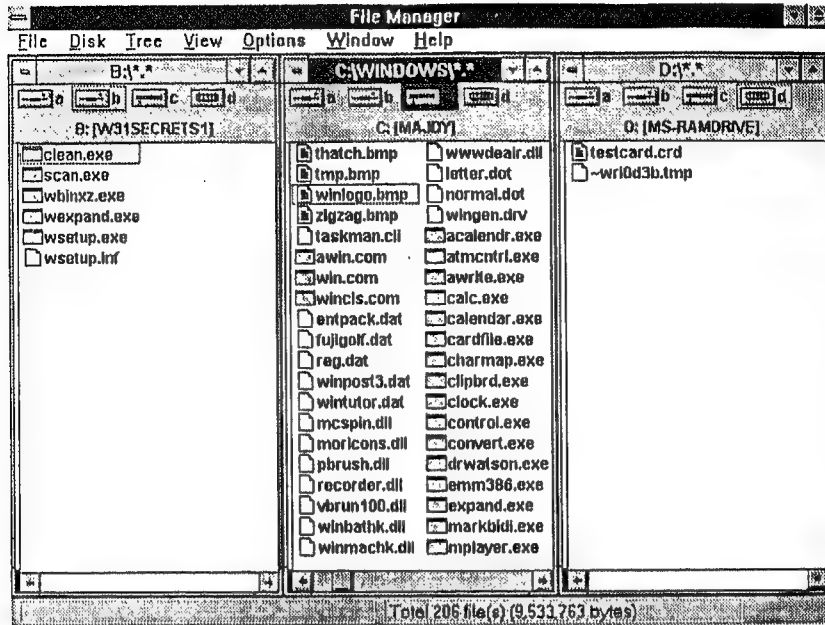 File Manager
File Disk Tree View Options Window Help
B:\*.*
a b c d
B: [W31SECRETS1]
clean.exe
scan.exe
wbinxz.exe
wexpand.exe
wsetup.exe
wsetup.inf
C:\WINDOWS\*.*
a b d
C: [MAJDY]
thatch.bmp
tmp.bmp
winlogo.bmp
zigzag.bmp
taskman.cli
awin.com
win.com
wincls.com
entpack.dat
fujigolf.dat
reg.dat
winpost3.dat
wintutor.dat
mcspin.dll
moricons.dll
pbrush.dll
recorder.dll
vbrun100.dll
winbathk.dll
winmachk.dll
wwwdeair.dll
letter.dot
normal.dot
wingen.drv
acalendr.exe
atmcntrl.exe
awrite.exe
calc.exe
calendar.exe
cardfile.exe
charmap.exe
clipbrd.exe
clock.exe
control.exe
convert.exe
drwatson.exe
emm386.exe
expand.exe
markbidi.exe
mplayer.exe
D:\*.*
a b c d
D: [MS-RAMDRIVE]
testcard.crd
~wrl0d3b.tmp
Total 206 file(s) (9,533,763 bytes)